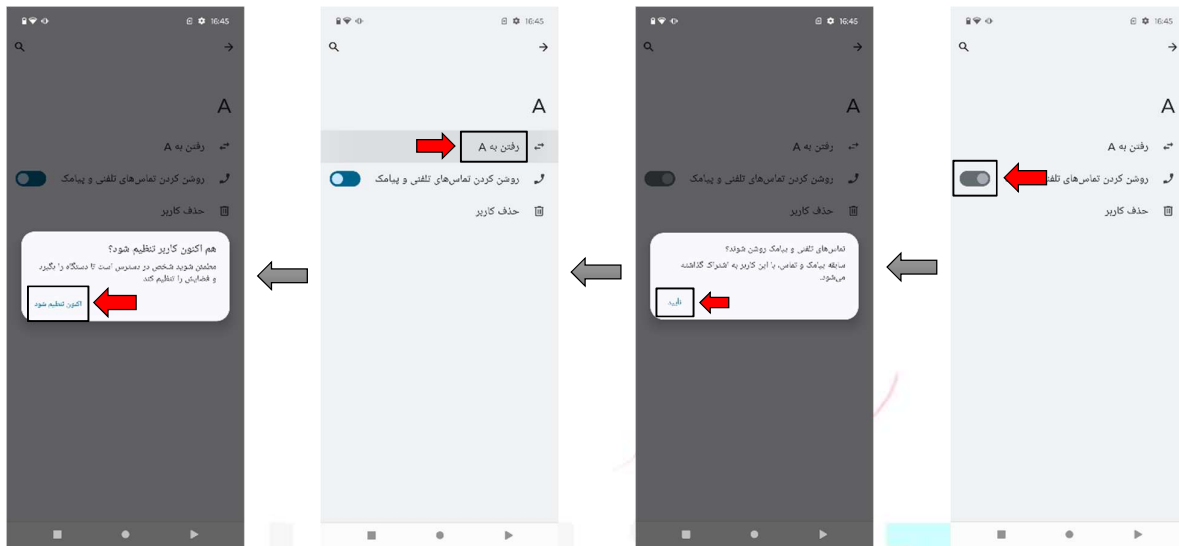 16:45
A
رفتن به A
روشن کردن تماس‌های تلفنی
حذف کاربر
16:45
A
رفتن به A
روشن کردن تماس‌های تلفنی و پیامک
حذف کاربر
تماس‌های تلفنی و پیامک روشن شوند؟
سابقه پیامک و تماس، با این کاربر به اشتراک گذاشته
می‌شود.
تأیید
16:45
A
رفتن به A
روشن کردن تماس‌های تلفنی و پیامک
حذف کاربر
16:45
A
رفتن به A
روشن کردن تماس‌های تلفنی و پیامک
حذف کاربر
هم اکنون کاربر تنظیم شود؟
مطمئن شوید شخص در دسترس است تا دستگاه را بگیرد
و فضایش را تنظیم کند
اکنون تنظیم شود